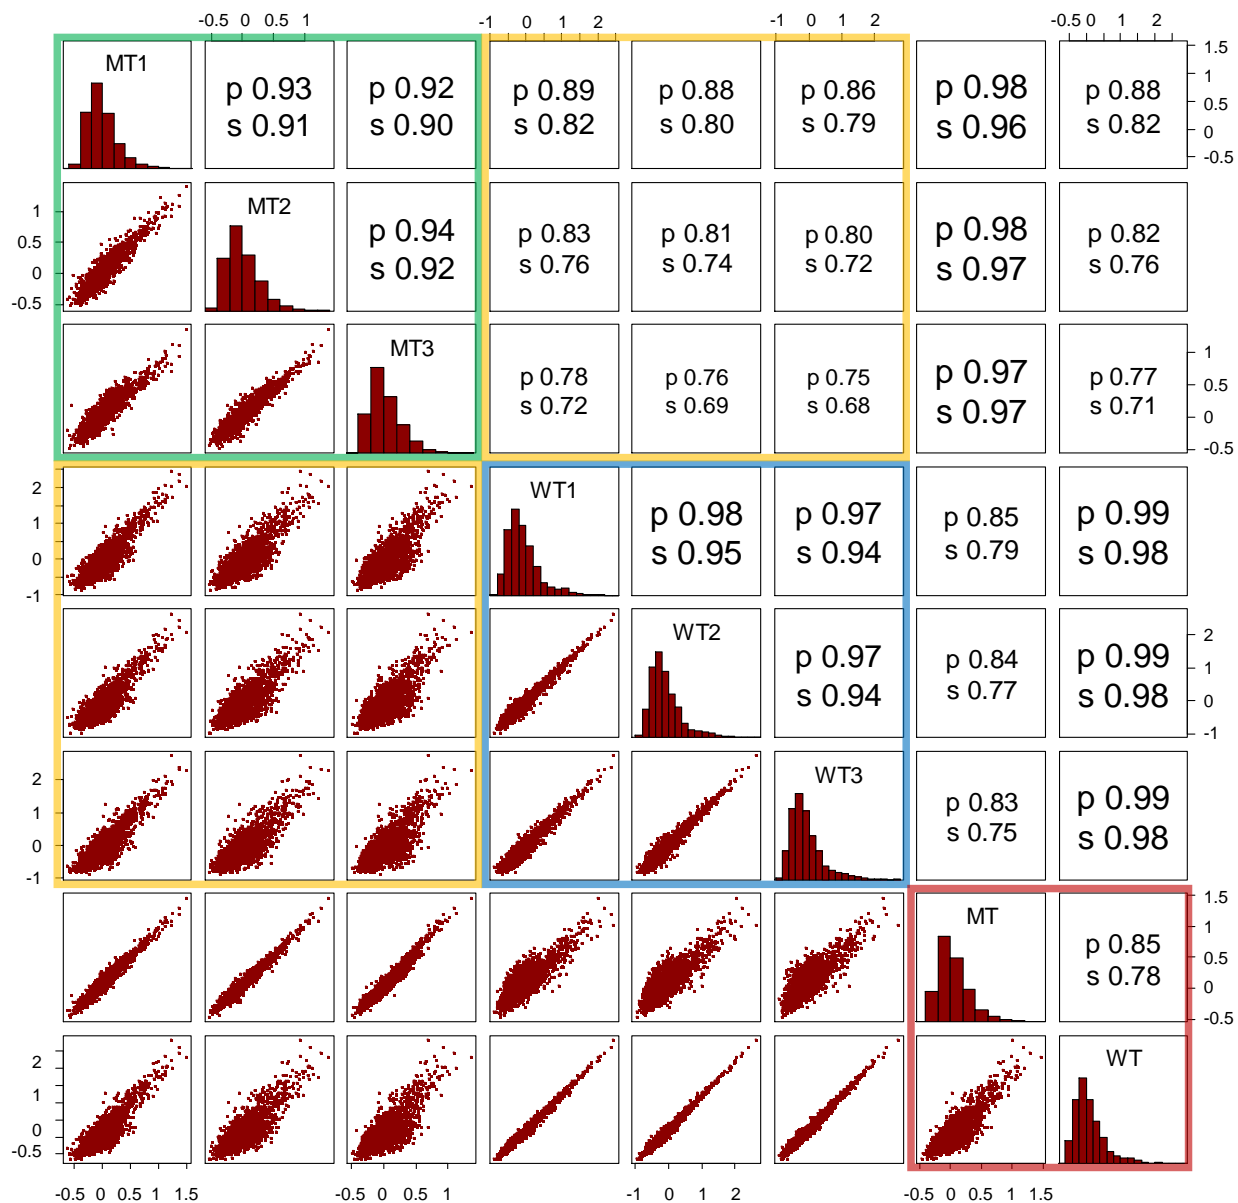 -0.5 0 0.5 1
-1 0 1 2
-0.5 0 1 2
MT1
p 0.93
s 0.91
p 0.92
s 0.90
p 0.89
s 0.82
p 0.88
s 0.80
p 0.86
s 0.79
p 0.98
s 0.96
p 0.88
s 0.82
1.5
1
0.5
0
-0.5
1
0.5
0
-0.5
MT2
p 0.94
s 0.92
p 0.83
s 0.76
p 0.81
s 0.74
p 0.80
s 0.72
p 0.98
s 0.97
p 0.82
s 0.76
MT3
p 0.78
s 0.72
p 0.76
s 0.69
p 0.75
s 0.68
p 0.97
s 0.97
p 0.77
s 0.71
1
0.5
0
-0.5
2
1
0
-1
WT1
p 0.98
s 0.95
p 0.97
s 0.94
p 0.85
s 0.79
p 0.99
s 0.98
WT2
p 0.97
s 0.94
p 0.84
s 0.77
p 0.99
s 0.98
2
1
0
-1
2
1
0
-1
WT3
p 0.83
s 0.75
p 0.99
s 0.98
MT
p 0.85
s 0.78
1.5
1
0.5
0
-0.5
2
1
0
-0.5
WT
-0.5 0 0.5 1.5
-0.5 0 0.5 1
-1 0 1 2
-0.5 0 0.5 1 1.5